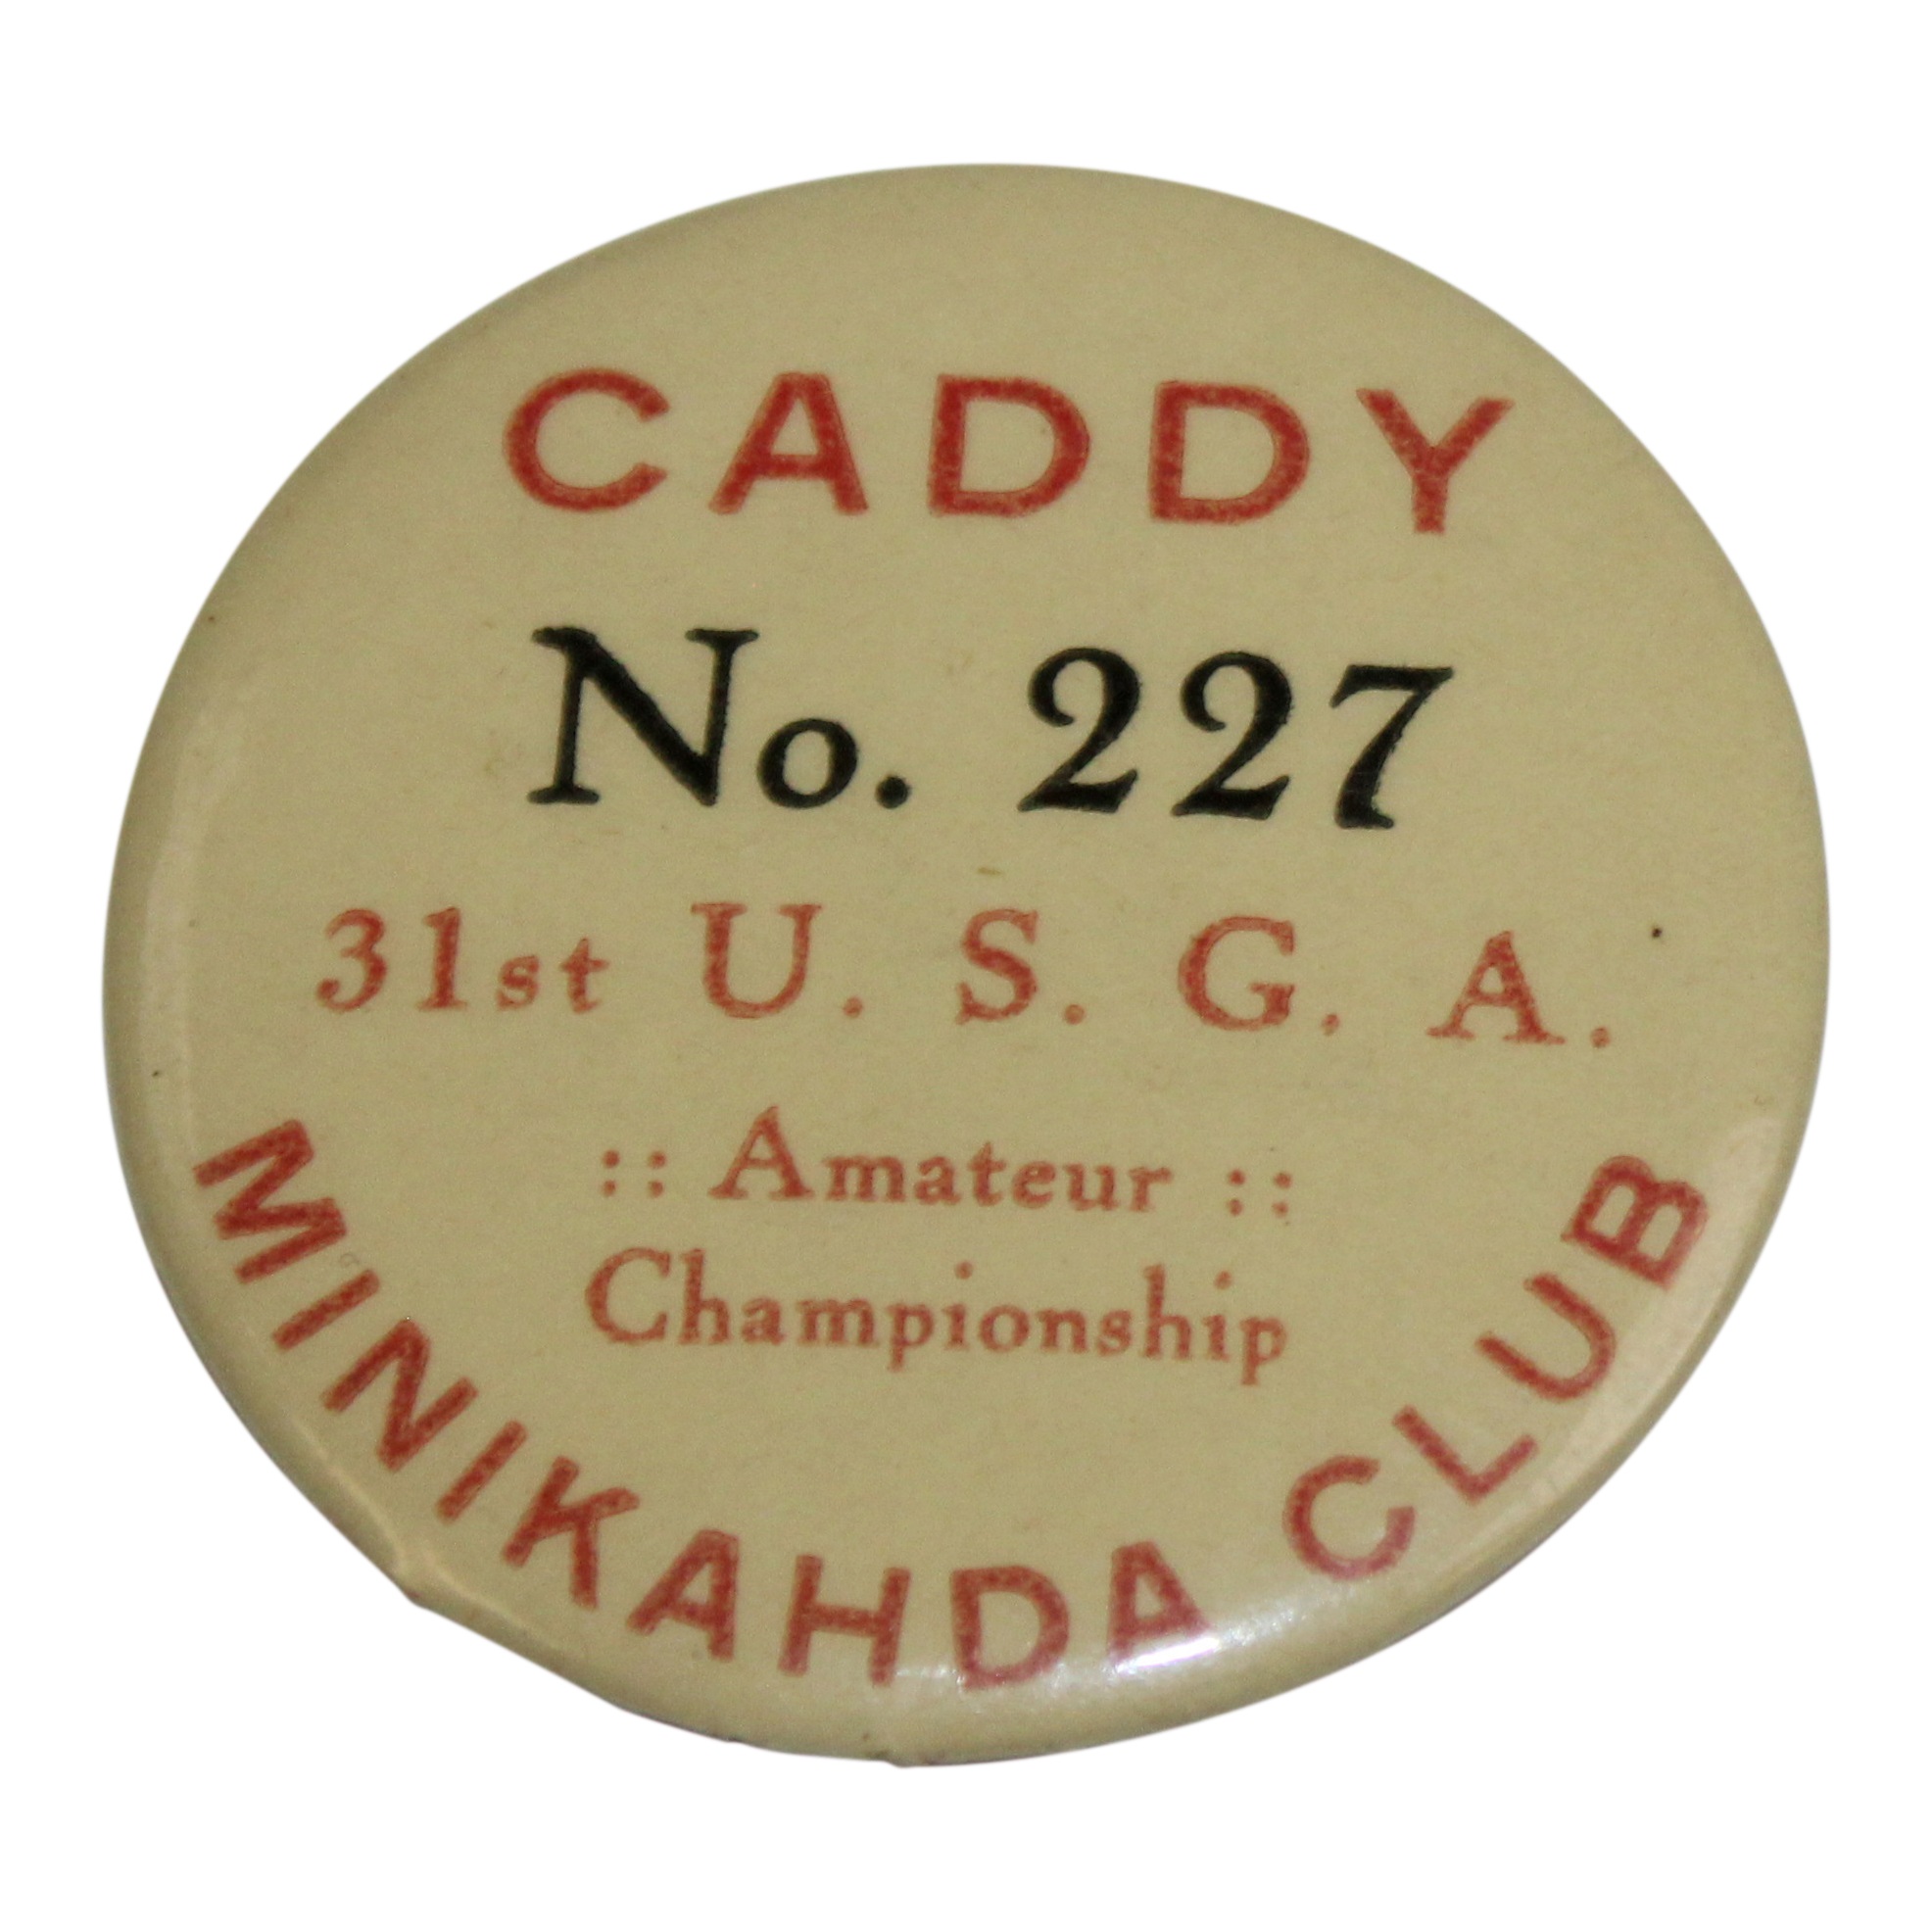 CADDY
No. 227
31st U. S. G. A.
:: Amateur ::
Championship
MINIKAHDA CLUB